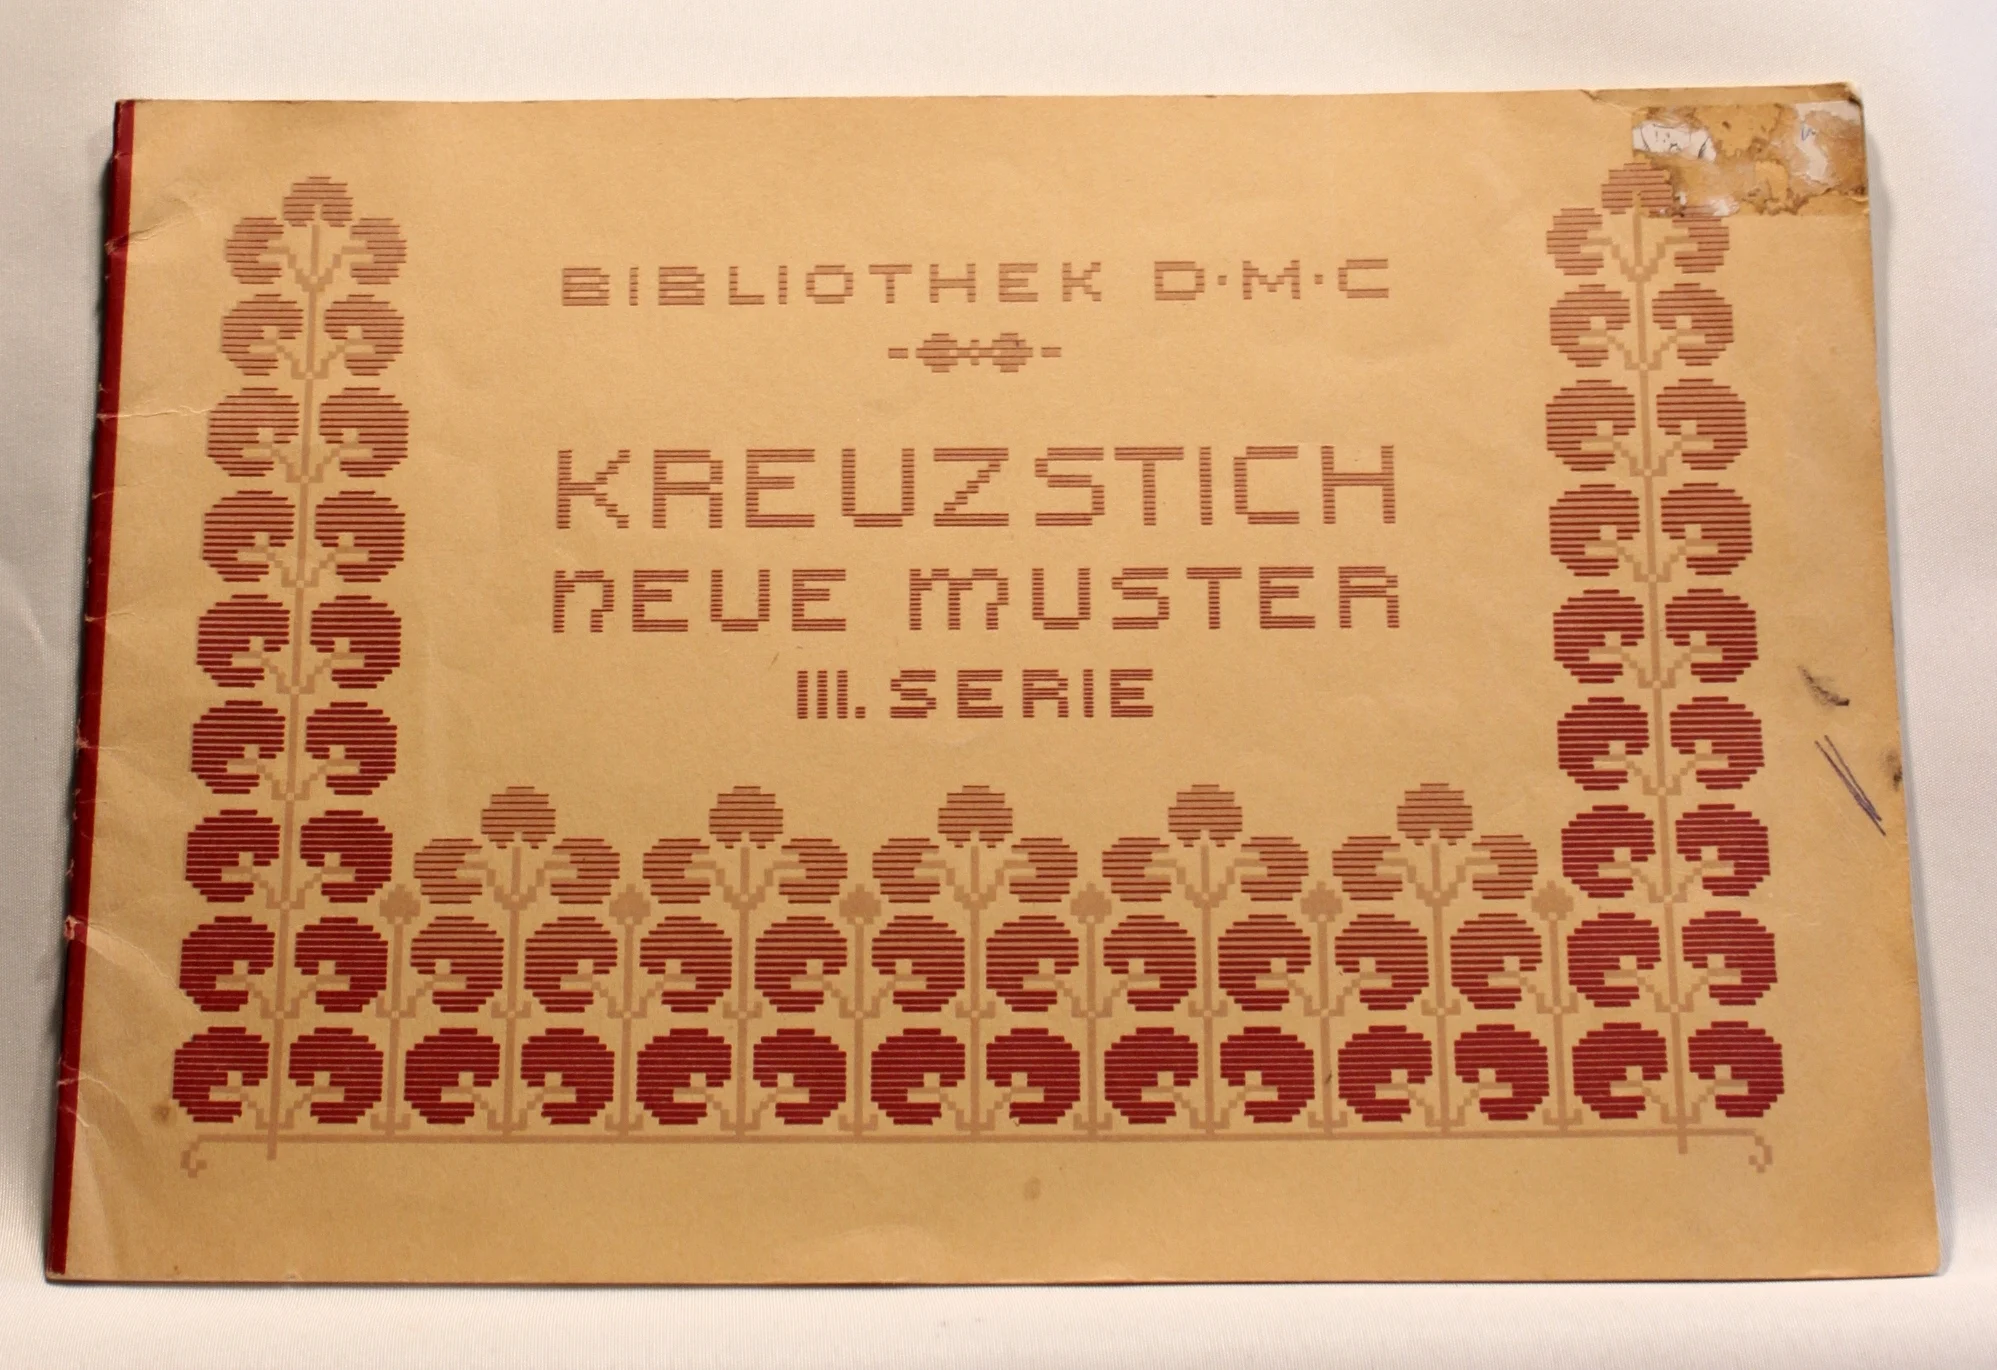 BIBLIOTHEK D·M·C
KREUZSTICH
NEUE MUSTER
III. SERIE